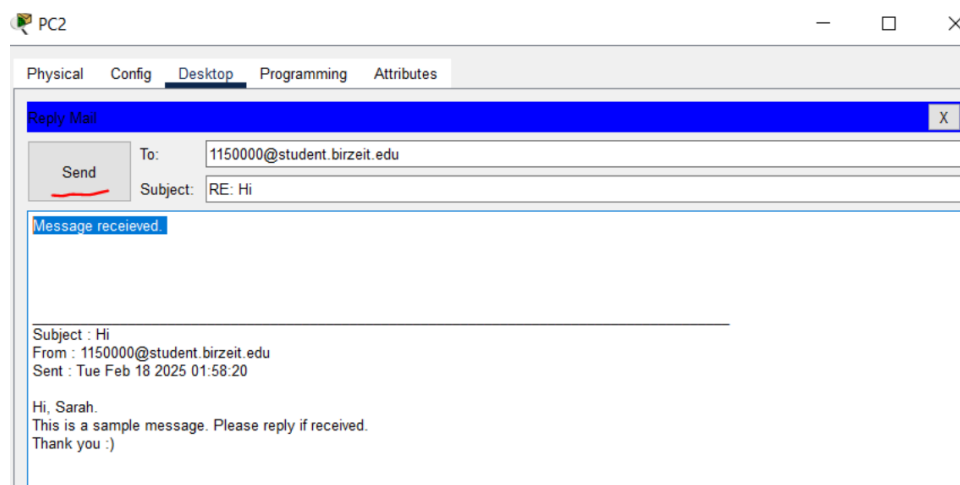 PC2
Physical Config Desktop Programming Attributes
Reply Mail X
Send
To: 1150000@student.birzeit.edu
Subject: RE: Hi
Message receieved.
Subject : Hi
From : 1150000@student.birzeit.edu
Sent : Tue Feb 18 2025 01:58:20
Hi, Sarah.
This is a sample message. Please reply if received.
Thank you :)